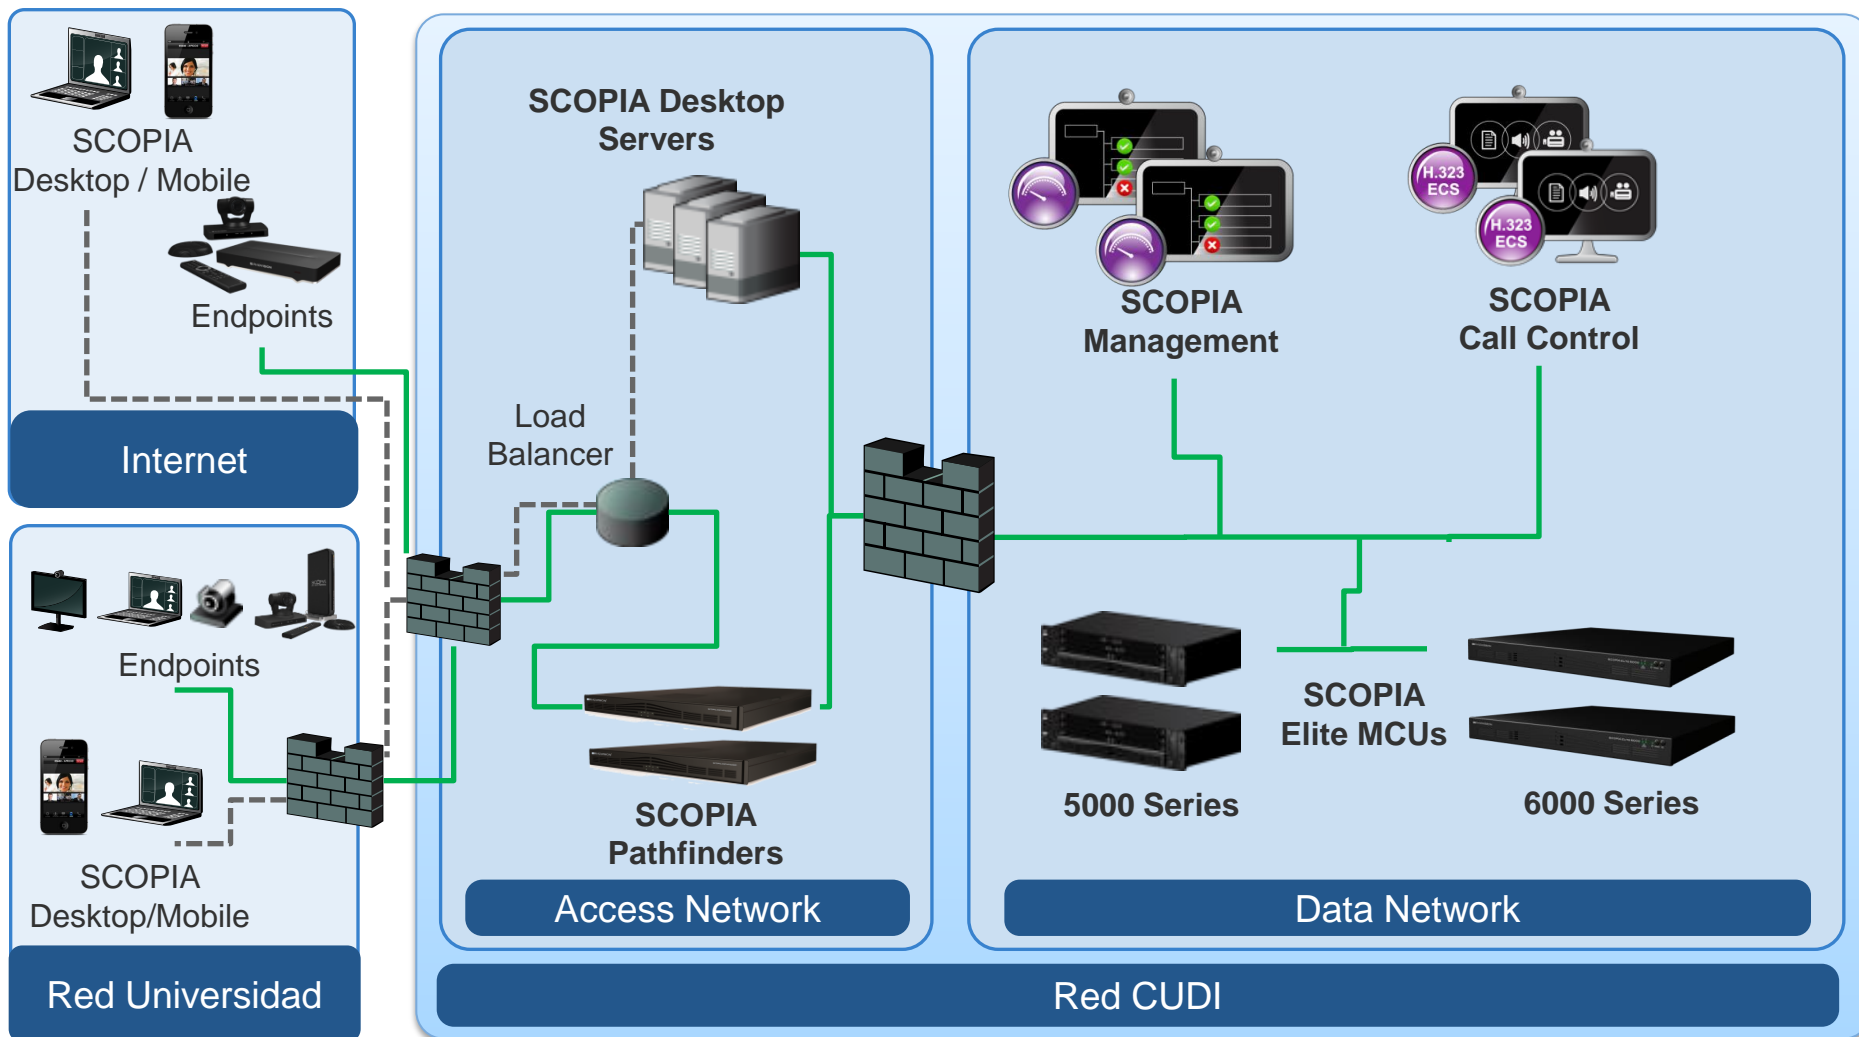 SCOPIA
Desktop / Mobile
Endpoints
Internet
Endpoints
SCOPIA
Desktop/Mobile
Red Universidad
SCOPIA Desktop
Servers
Load
Balancer
SCOPIA
Pathfinders
Access Network
H.323
ECS
H.323
ECS
SCOPIA
Management
SCOPIA
Call Control
SCOPIA
Elite MCUs
5000 Series
6000 Series
Data Network
Red CUDI